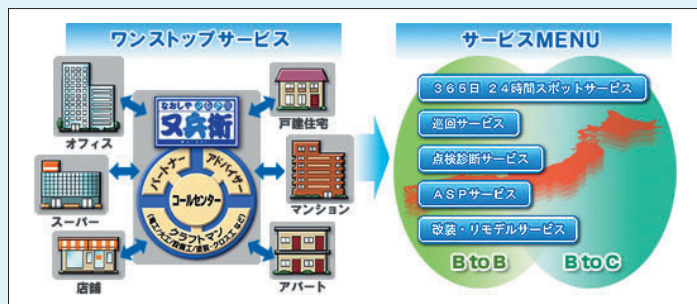 ワンストップサービス
サービスMENU
オフィス
スーパー
店舗
なおしや
又兵衛
パートナー
アドバイザー
コールセンター
クラフトマン
戸建住宅
マンション
アパート
365日 24時間スポットサービス
巡回サービス
点検診断サービス
ASPサービス
改装・リモデルサービス
B to B
B to C